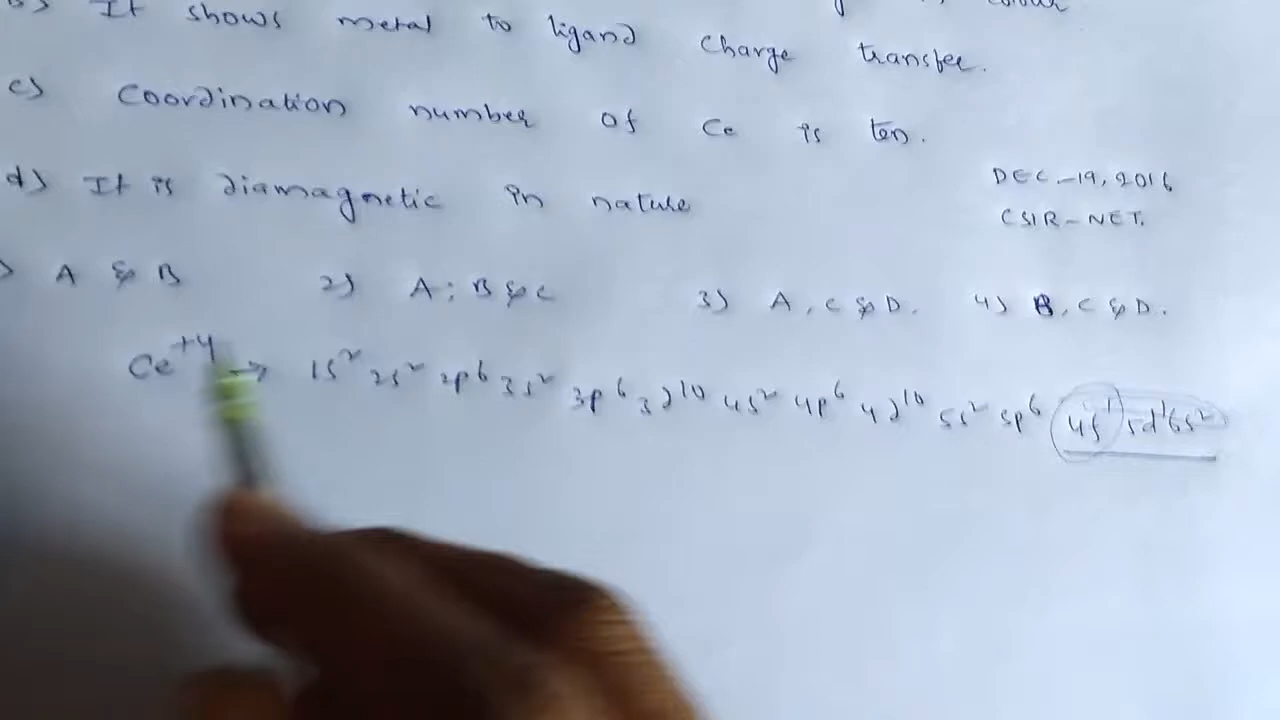 It shows metal to ligand charge transfer.
c) Coordination number of Ce is ten.
d) It is diamagnetic in nature
DEC-19, 2016
CSIR-NET.
) A & B 2) A; B & C 3) A, C & D. 4) B, C & D.
Ce+4 → 1s² 2s² 2p⁶ 3s² 3p⁶ 3d¹⁰ 4s² 4p⁶ 4d¹⁰ 5s² 5p⁶ 4f¹ 5d¹ 6s²